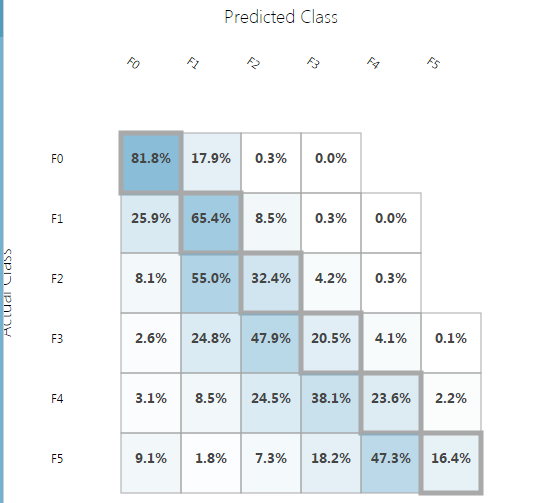 Predicted Class
F0 F1 F2 F3 F4 F5
Actual Class
F0 81.8% 17.9% 0.3% 0.0%
F1 25.9% 65.4% 8.5% 0.3% 0.0%
F2 8.1% 55.0% 32.4% 4.2% 0.3%
F3 2.6% 24.8% 47.9% 20.5% 4.1% 0.1%
F4 3.1% 8.5% 24.5% 38.1% 23.6% 2.2%
F5 9.1% 1.8% 7.3% 18.2% 47.3% 16.4%